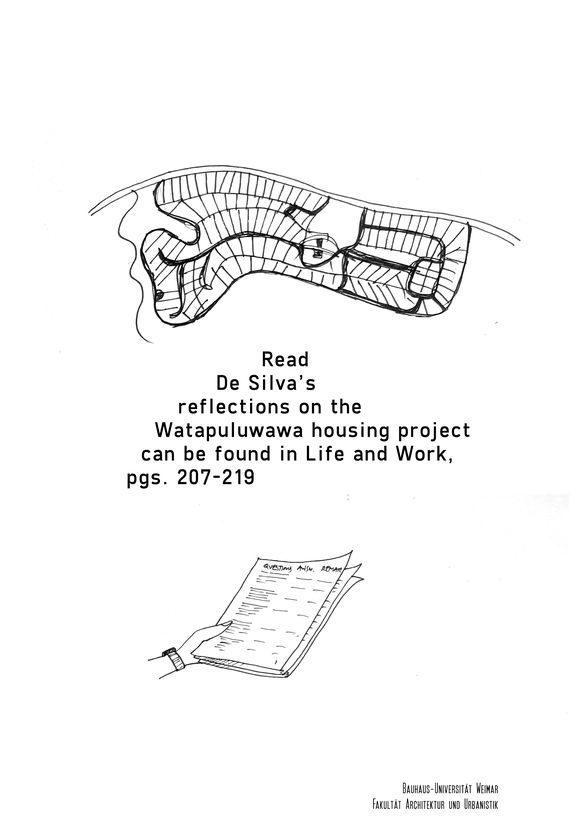 Read
De Silva's
reflections on the
Watapuluwawa housing project
can be found in Life and Work,
pgs. 207-219
QUESTIONS ANSW. REMAR
Bauhaus-Universität Weimar
Fakultät Architektur und Urbanistik